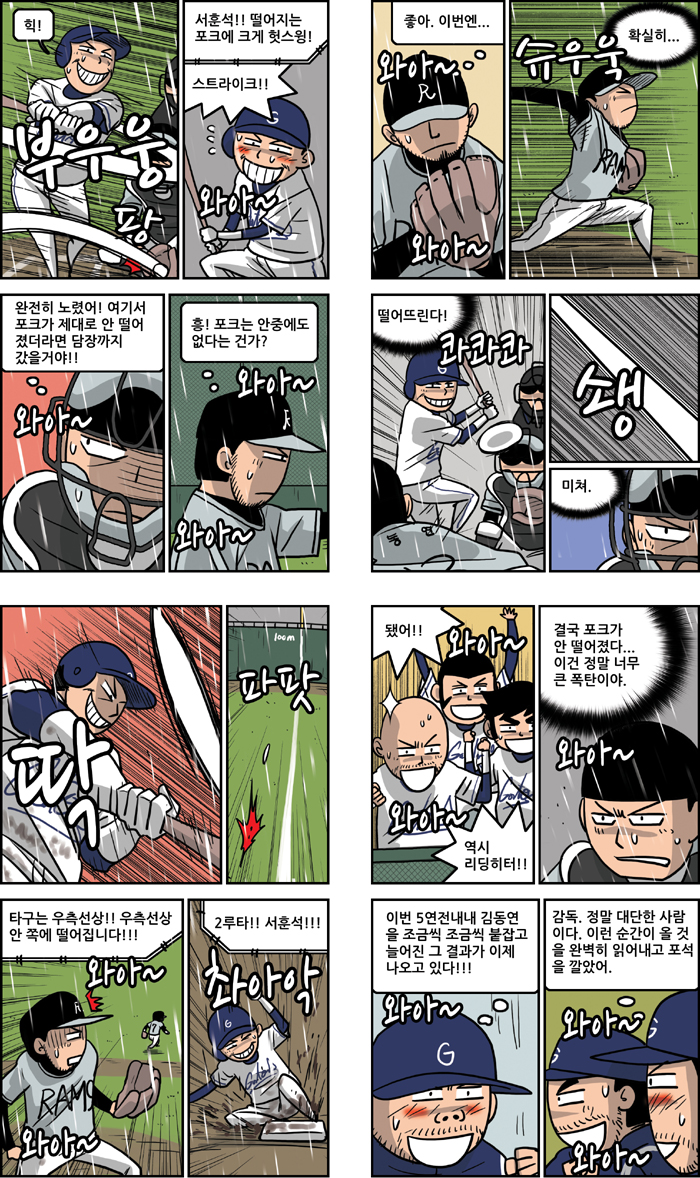 힉!
부우웅
팡
서훈석!! 떨어지는
포크에 크게 헛스윙!
스트라이크!!
G
와아~
좋아. 이번엔...
와아~
R
와아~
확실히...
슈우욱
RAMS
완전히 노렸어! 여기서
포크가 제대로 안 떨어
졌더라면 담장까지
갔을거야!!
와아~
흥! 포크는 안중에도
없다는 건가?
와아~
R
와아~
떨어뜨린다!
콰콰콰
G
동연
쌩
미쳐.
딱
100m
파팟
됐어!!
와아~
와아~
역시
리딩히터!!
결국 포크가
안 떨어졌다...
이건 정말 너무
큰 폭탄이야.
와아~
타구는 우측선상!! 우측선상
안 쪽에 떨어집니다!!!
와아~
R
RAMS
와아~
2루타!! 서훈석!!!
촤아악
G
이번 5연전내내 김동연
을 조금씩 조금씩 붙잡고
늘어진 그 결과가 이제
나오고 있다!!!
와아~
G
와아~
감독. 정말 대단한 사람
이다. 이런 순간이 올 것
을 완벽히 읽어내고 포석
을 깔았어.
와아~
와아~